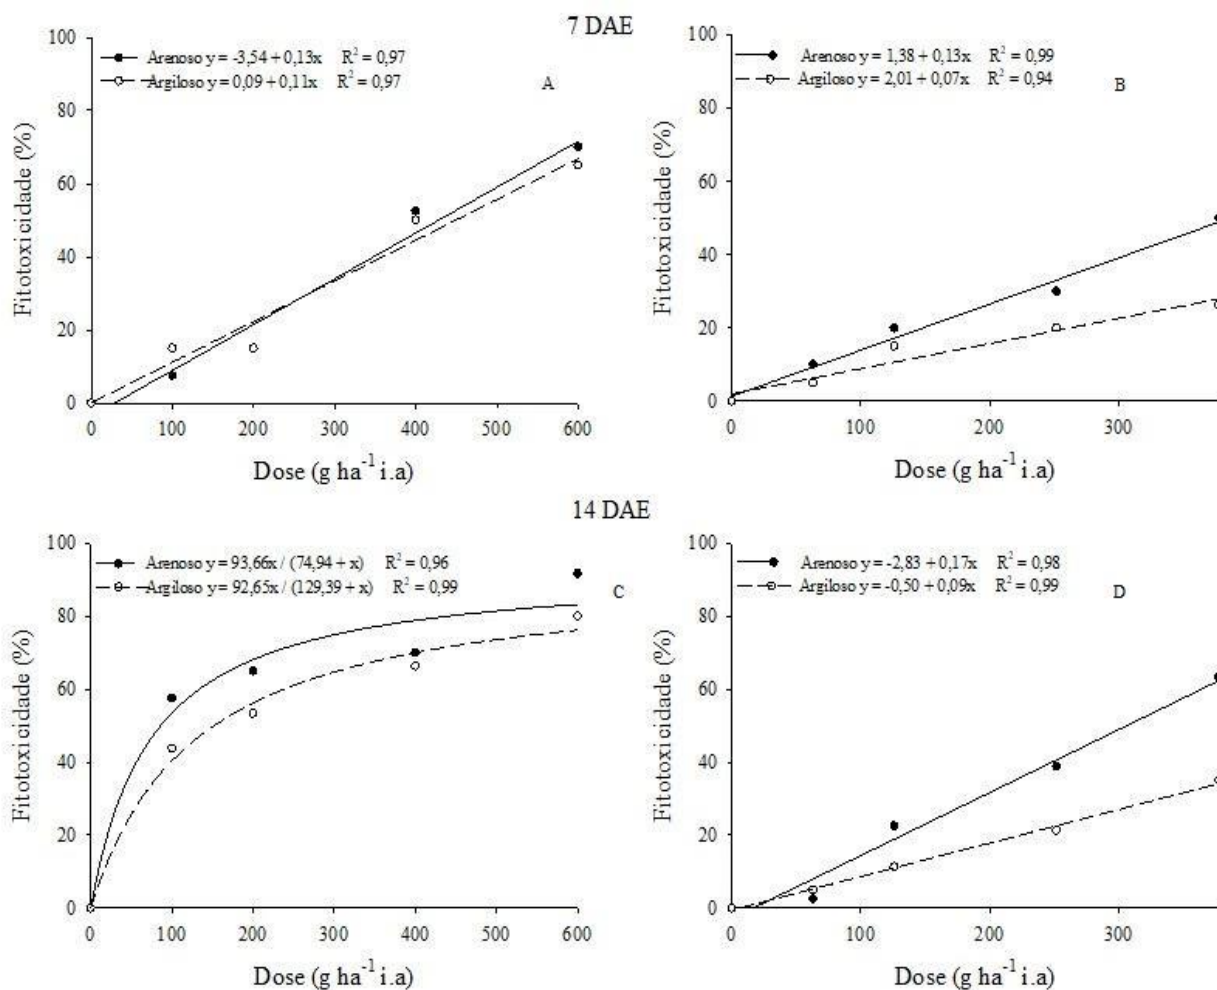 7 DAE
Arenoso y = -3,54 + 0,13x R² = 0,97
Argiloso y = 0,09 + 0,11x R² = 0,97
A
Fitotoxicidade (%)
100
80
60
40
20
0
0 100 200 300 400 500 600
Dose (g ha⁻¹ i.a)
Arenoso y = 1,38 + 0,13x R² = 0,99
Argiloso y = 2,01 + 0,07x R² = 0,94
B
Fitotoxicidade (%)
100
80
60
40
20
0
0 100 200 300
Dose (g ha⁻¹ i.a)
14 DAE
Arenoso y = 93,66x / (74,94 + x) R² = 0,96
Argiloso y = 92,65x / (129,39 + x) R² = 0,99
C
Fitotoxicidade (%)
100
80
60
40
20
0
0 100 200 300 400 500 600
Dose (g ha⁻¹ i.a)
Arenoso y = -2,83 + 0,17x R² = 0,98
Argiloso y = -0,50 + 0,09x R² = 0,99
D
Fitotoxicidade (%)
100
80
60
40
20
0
0 100 200 300
Dose (g ha⁻¹ i.a)